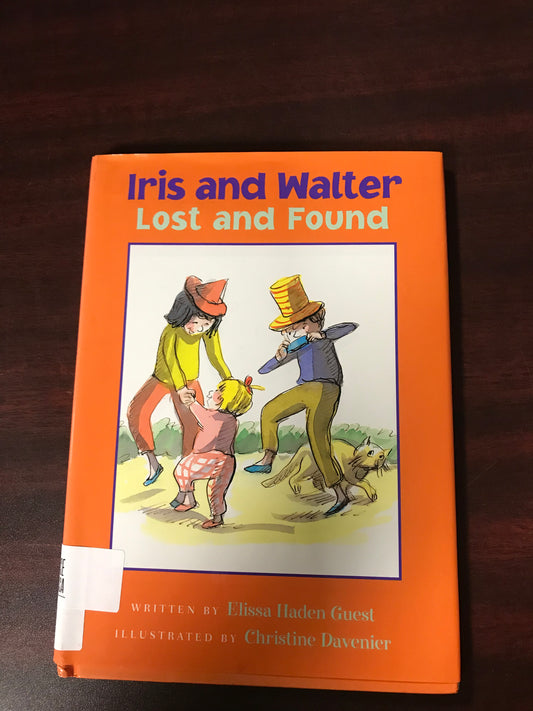 Iris and Walter
Lost and Found
WRITTEN BY Elissa Haden Guest
ILLUSTRATED BY Christine Davenier